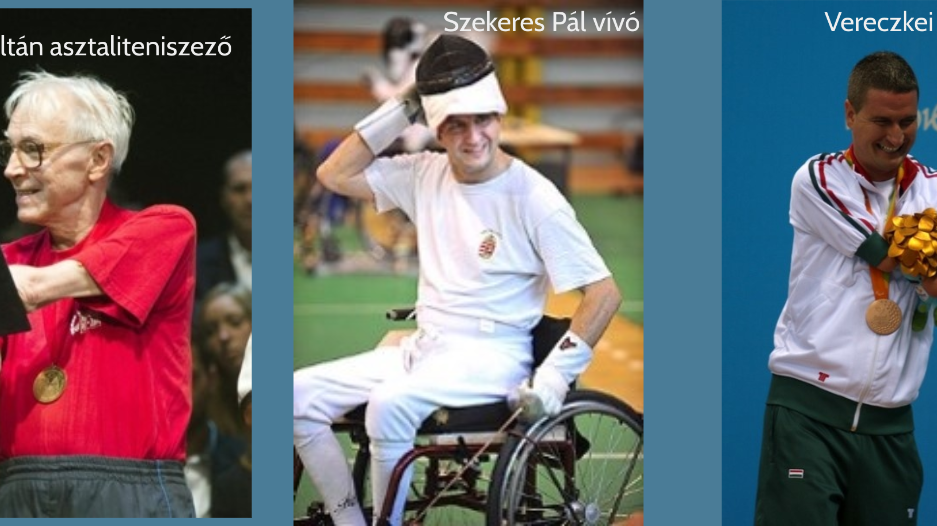 ltán asztaliteniszező
Szekeres Pál vívó
Vereczkei